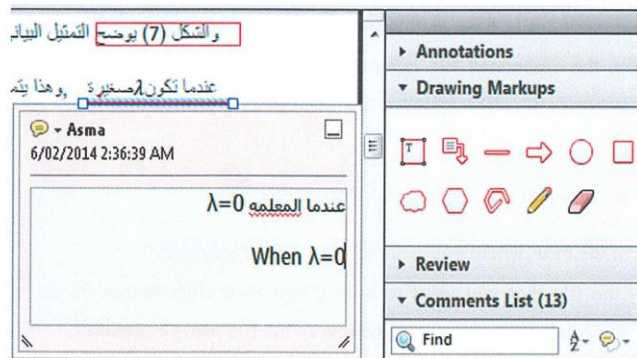 والشكل (7) يوضح التمثيل البياني
عندما تكون λ صغيرة ,وهذا يتم
Asma
6/02/2014 2:36:39 AM
عندما المعلمه λ=0
When λ=0
Annotations
Drawing Markups
T
Review
Comments List (13)
Find